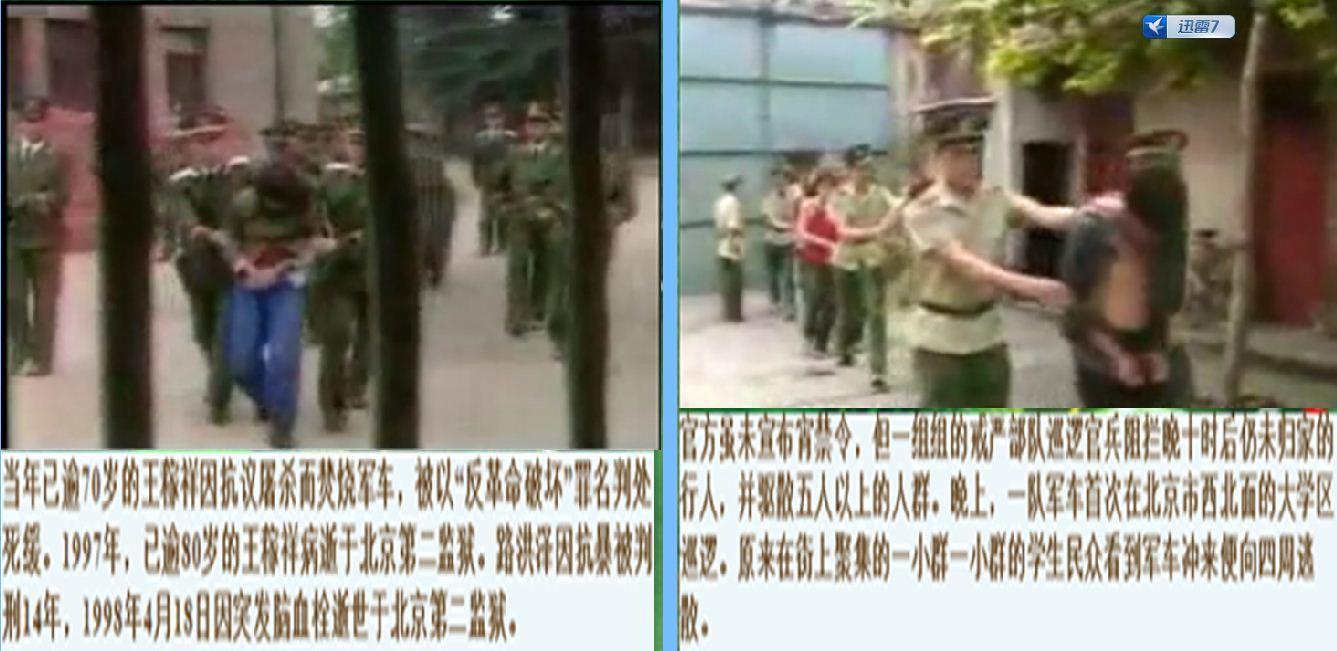 迅雷7
当年已逾70岁的王稼祥因抗议屠杀而焚烧军车，被以“反革命破坏”罪名判处
死缓。1997年，已逾80岁的王稼祥病逝于北京第二监狱。路洪泽因抗暴被判
刑14年，1998年4月18日因突发脑血栓逝世于北京第二监狱。
官方虽未宣布宵禁令，但一组组的戒严部队巡逻官兵阻拦晚十时后仍未归家的
行人，并驱散五人以上的人群。晚上，一队军车首次在北京市西北面的大学区
巡逻。原来在街上聚集的一小群一小群的学生民众看到军车冲来便向四周逃
散。